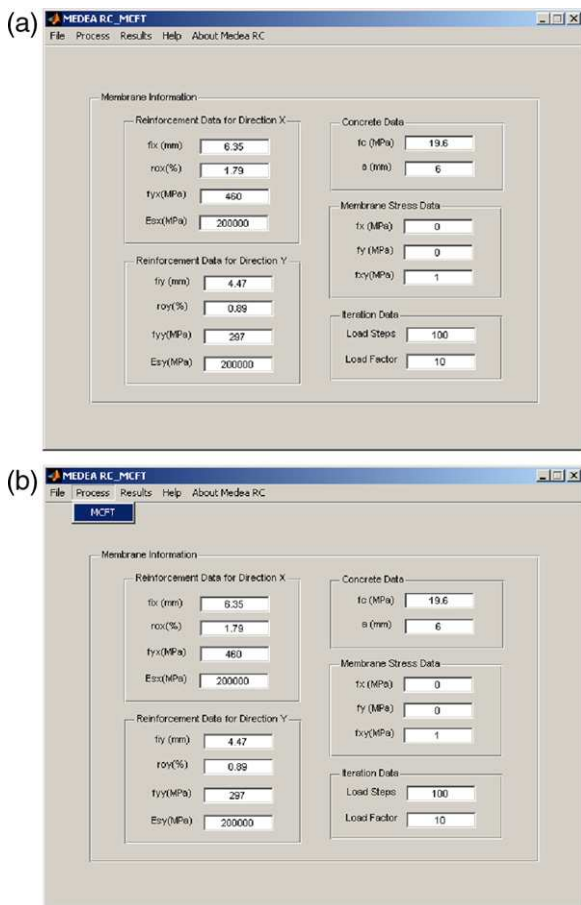 (a)
MEDEA RC_MCFT
File Process Results Help About Medea RC
Membrane Information
Reinforcement Data for Direction X
fix (mm) 6.35
rox(%) 1.79
fyx(MPa) 460
Esx(MPa) 200000
Reinforcement Data for Direction Y
fiy (mm) 4.47
roy(%) 0.89
fyy(MPa) 297
Esy(MPa) 200000
Concrete Data
fc (MPa) 19.6
a (mm) 6
Membrane Stress Data
fx (MPa) 0
fy (MPa) 0
fxy(MPa) 1
Iteration Data
Load Steps 100
Load Factor 10
(b)
MEDEA RC_MCFT
File Process Results Help About Medea RC
MCFT
Membrane Information
Reinforcement Data for Direction X
fix (mm) 6.35
rox(%) 1.79
fyx(MPa) 460
Esx(MPa) 200000
Reinforcement Data for Direction Y
fiy (mm) 4.47
roy(%) 0.89
fyy(MPa) 297
Esy(MPa) 200000
Concrete Data
fc (MPa) 19.6
a (mm) 6
Membrane Stress Data
fx (MPa) 0
fy (MPa) 0
fxy(MPa) 1
Iteration Data
Load Steps 100
Load Factor 10